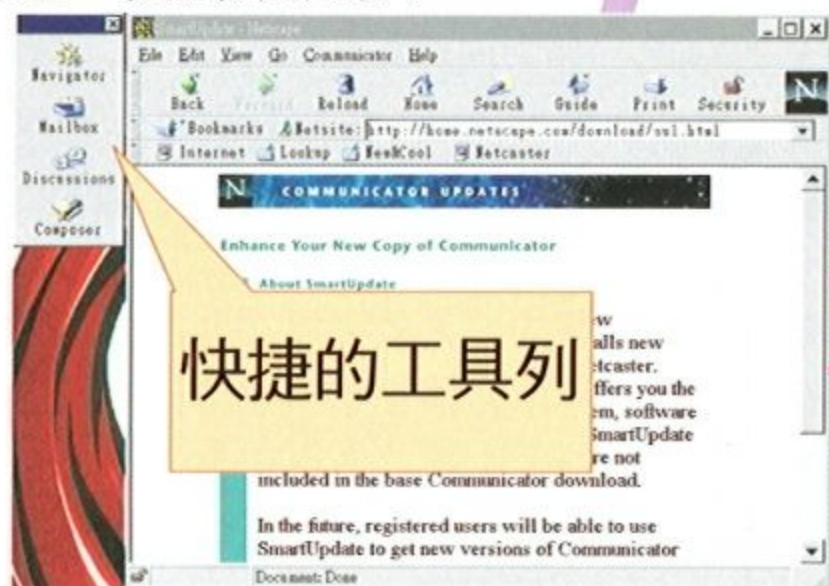 Navigator
Mailbox
Discussions
Composer
SmartUpdate - Netscape
File Edit View Go Communicator Help
Back Forward Reload Home Search Guide Print Security N
Bookmarks Netsite: http://home.netscape.com/download/su1.html
Internet Lookup New&Cool Netcaster
N COMMUNICATOR UPDATES
Enhance Your New Copy of Communicator
About SmartUpdate
快捷的工具列
w
alls new
etcaster.
ffers you the
em, software
SmartUpdate
re not
included in the base Communicator download.
In the future, registered users will be able to use
SmartUpdate to get new versions of Communicator
Document: Done